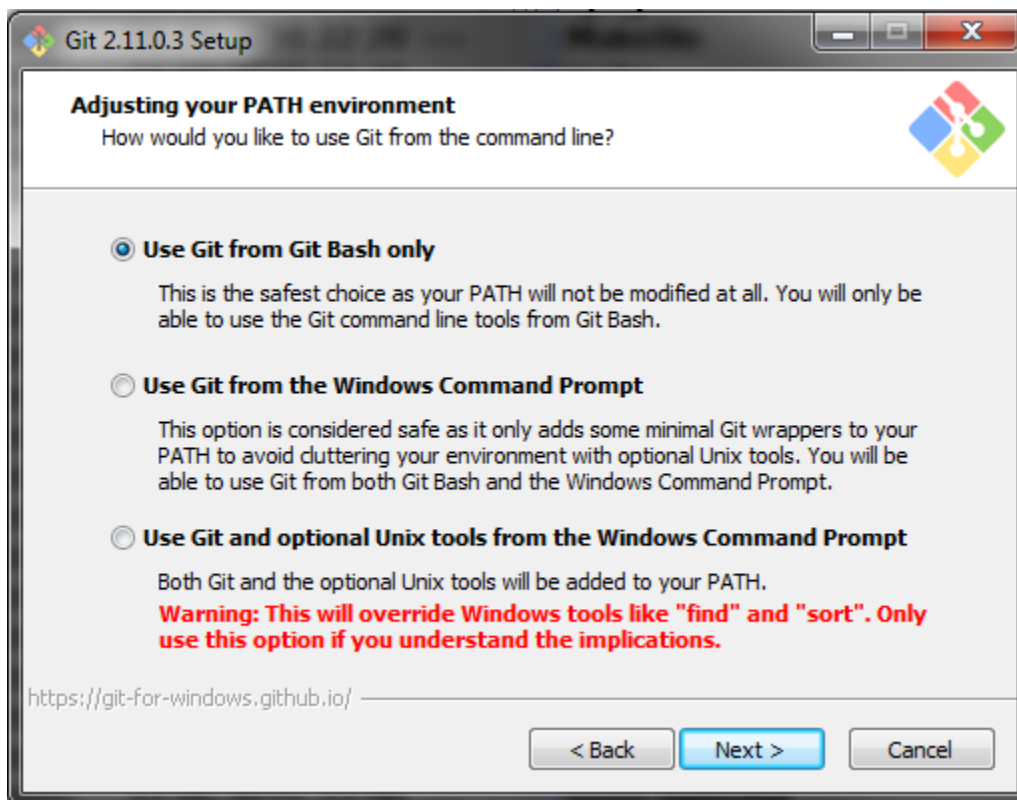 Git 2.11.0.3 Setup
Adjusting your PATH environment
How would you like to use Git from the command line?
Use Git from Git Bash only
This is the safest choice as your PATH will not be modified at all. You will only be
able to use the Git command line tools from Git Bash.
Use Git from the Windows Command Prompt
This option is considered safe as it only adds some minimal Git wrappers to your
PATH to avoid cluttering your environment with optional Unix tools. You will be
able to use Git from both Git Bash and the Windows Command Prompt.
Use Git and optional Unix tools from the Windows Command Prompt
Both Git and the optional Unix tools will be added to your PATH.
Warning: This will override Windows tools like "find" and "sort". Only
use this option if you understand the implications.
https://git-for-windows.github.io/
< Back Next > Cancel